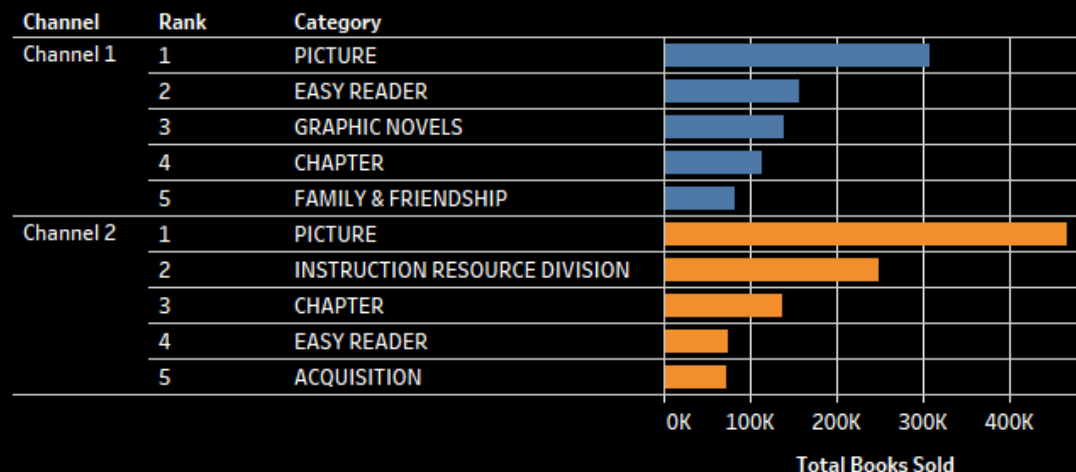 Channel Rank Category
Channel 1 1 PICTURE
2 EASY READER
3 GRAPHIC NOVELS
4 CHAPTER
5 FAMILY & FRIENDSHIP
Channel 2 1 PICTURE
2 INSTRUCTION RESOURCE DIVISION
3 CHAPTER
4 EASY READER
5 ACQUISITION
0K 100K 200K 300K 400K
Total Books Sold